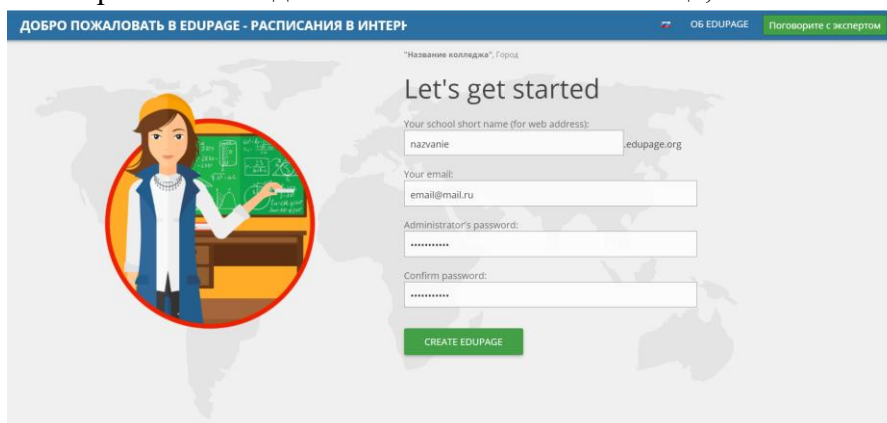 ДОБРО ПОЖАЛОВАТЬ В EDUPAGE - РАСПИСАНИЯ В ИНТЕРН
ОБ EDUPAGE
Поговорите с экспертом
"Название колледжа", Город
Let's get started
Your school short name (for web address):
nazvanie
.edupage.org
Your email:
email@mail.ru
Administrator's password:
•••••••••••
Confirm password:
•••••••••••
CREATE EDUPAGE